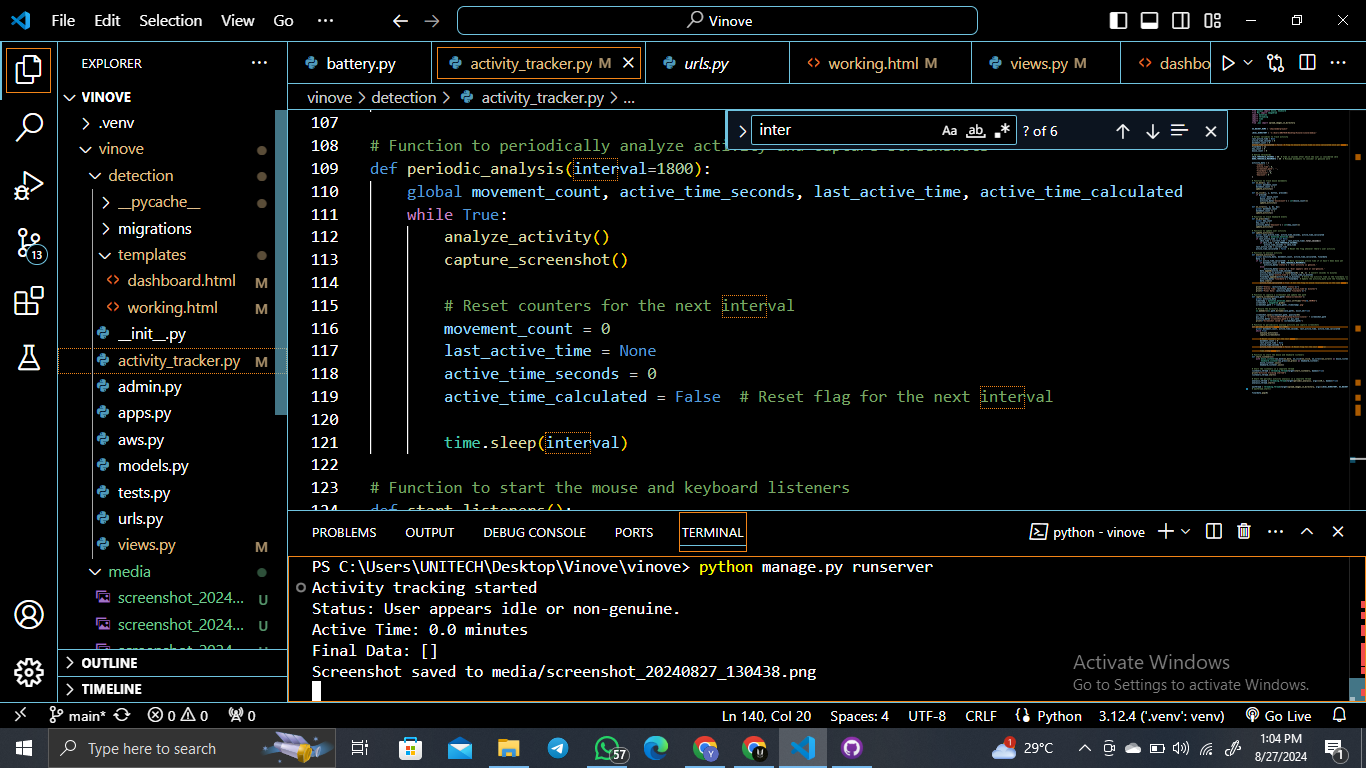 File Edit Selection View Go ··· Vinove
EXPLORER ···
battery.py activity_tracker.py M urls.py working.html M views.py M dashbo ···
VINOVE
.venv
vinove
detection
__pycache__
migrations
templates
dashboard.html M
working.html M
__init__.py
activity_tracker.py M
admin.py
apps.py
aws.py
models.py
tests.py
urls.py
views.py M
media
screenshot_2024... U
screenshot_2024... U
OUTLINE
TIMELINE
13
vinove > detection > activity_tracker.py > ...
inter Aa ab .* ? of 6
107
108 # Function to periodically analyze activity and capture screenshots
109 def periodic_analysis(interval=1800):
110 global movement_count, active_time_seconds, last_active_time, active_time_calculated
111 while True:
112 analyze_activity()
113 capture_screenshot()
114
115 # Reset counters for the next interval
116 movement_count = 0
117 last_active_time = None
118 active_time_seconds = 0
119 active_time_calculated = False # Reset flag for the next interval
120
121 time.sleep(interval)
122
123 # Function to start the mouse and keyboard listeners
124 def start_listeners():
PROBLEMS OUTPUT DEBUG CONSOLE PORTS TERMINAL python - vinove ···
PS C:\Users\UNITECH\Desktop\Vinove\vinove> python manage.py runserver
Activity tracking started
Status: User appears idle or non-genuine.
Active Time: 0.0 minutes
Final Data: []
Screenshot saved to media/screenshot_20240827_130438.png
Activate Windows
Go to Settings to activate Windows.
main* 0 0 0 Ln 140, Col 20 Spaces: 4 UTF-8 CRLF Python 3.12.4 ('.venv': venv) Go Live
Type here to search 57 1 29°C 1:04 PM
8/27/2024 1